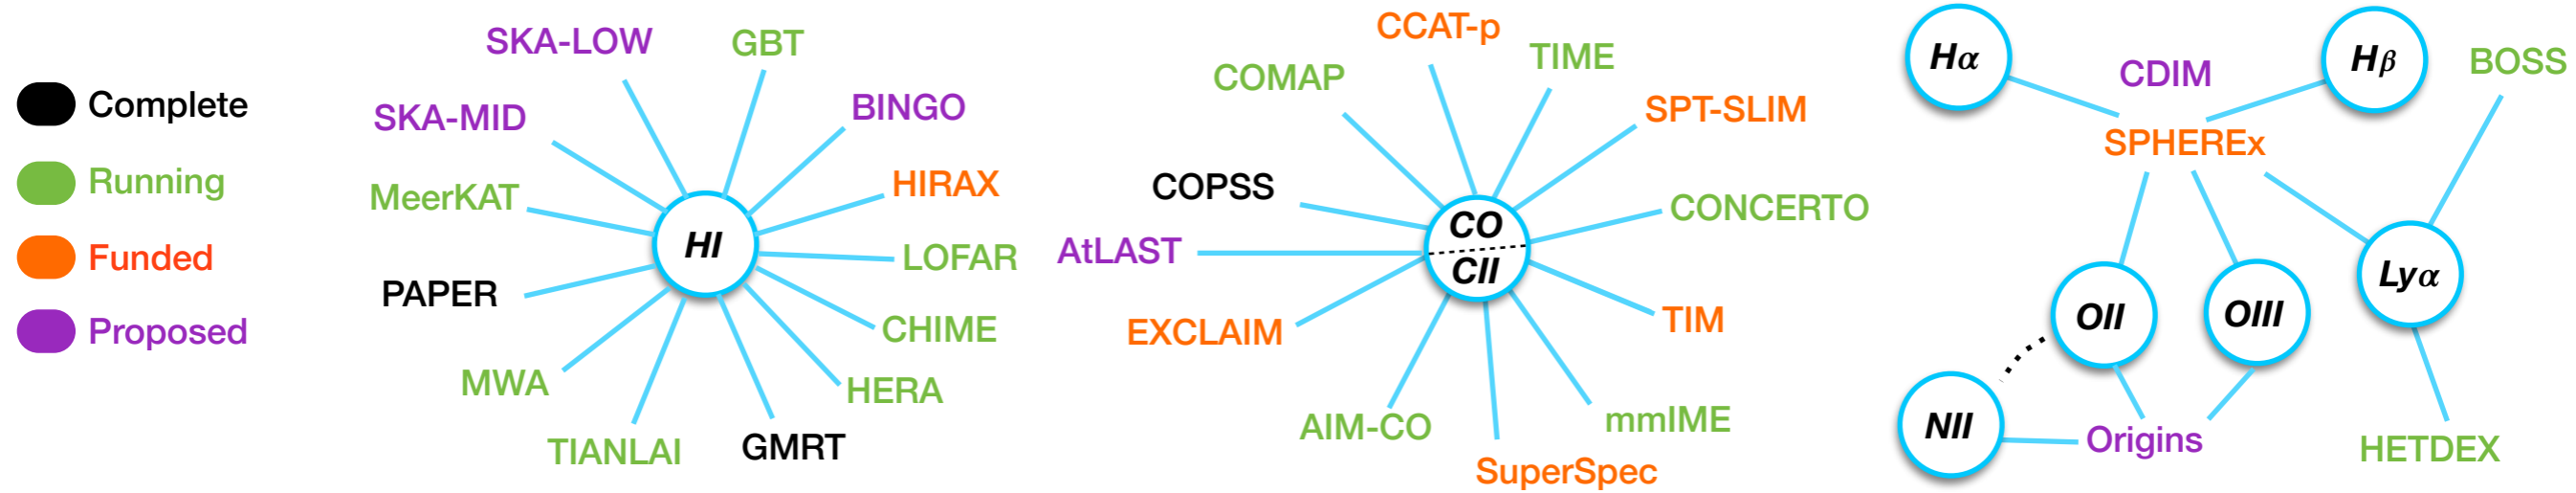 Complete
Running
Funded
Proposed
SKA-LOW
GBT
SKA-MID
BINGO
MeerKAT
HIRAX
HI
LOFAR
PAPER
CHIME
MWA
HERA
TIANLAI
GMRT
CCAT-p
COMAP
TIME
SPT-SLIM
COPSS
CONCERTO
CO
CII
AtLAST
EXCLAIM
TIM
AIM-CO
mmIME
SuperSpec
Hα
CDIM
Hβ
BOSS
SPHEREx
OII
OIII
Lyα
NII
Origins
HETDEX